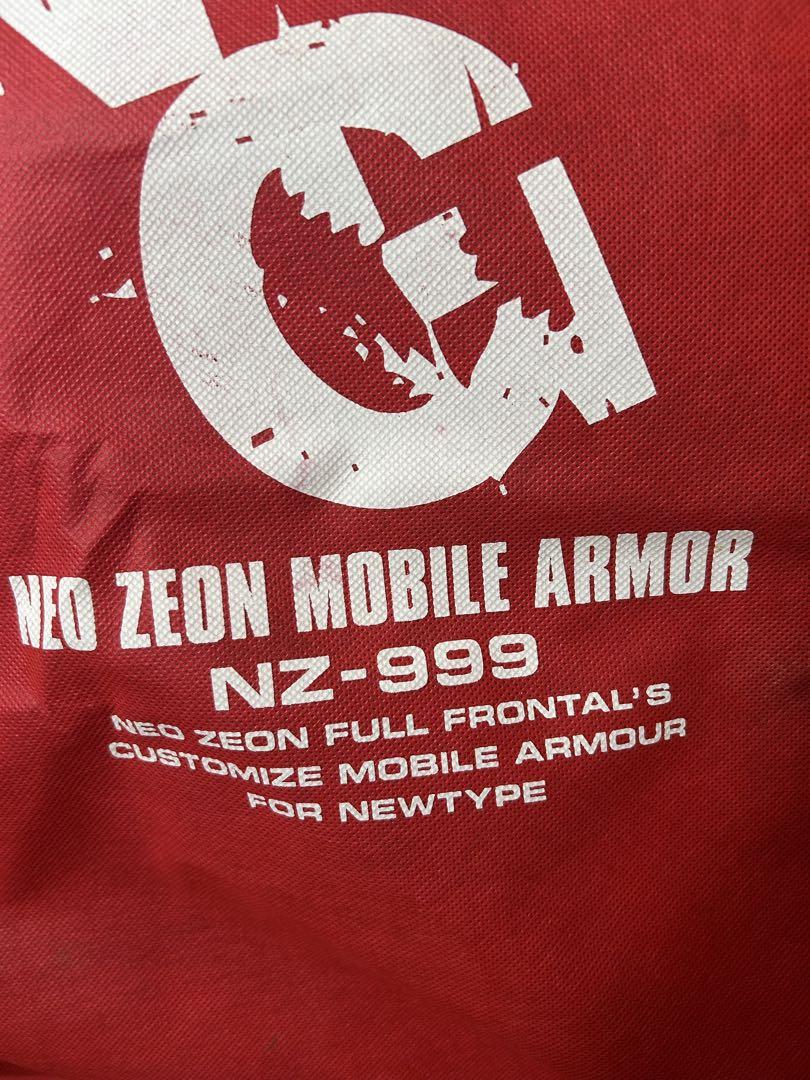 G
NEO ZEON MOBILE ARMOR
NZ-999
NEO ZEON FULL FRONTAL'S
CUSTOMIZE MOBILE ARMOUR
FOR NEWTYPE